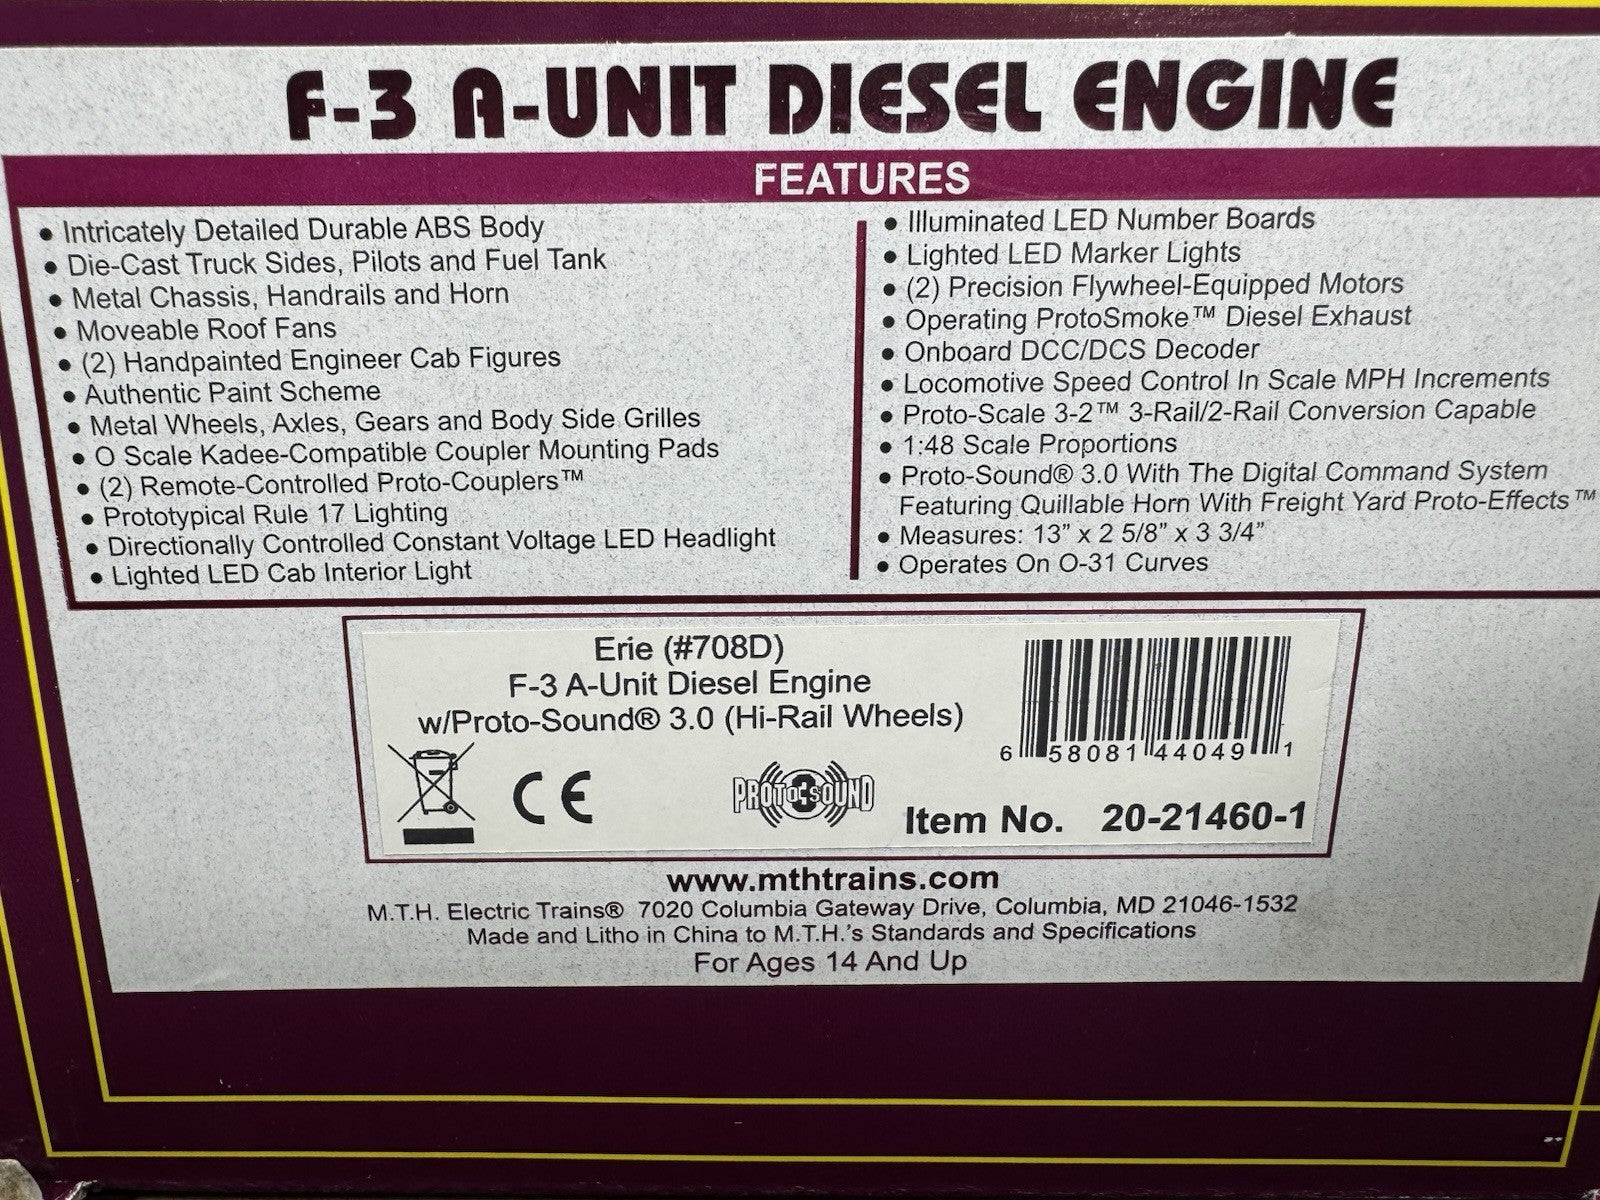 F-3 A-UNIT DIESEL ENGINE
FEATURES
• Intricately Detailed Durable ABS Body
• Die-Cast Truck Sides, Pilots and Fuel Tank
• Metal Chassis, Handrails and Horn
• Moveable Roof Fans
• (2) Handpainted Engineer Cab Figures
• Authentic Paint Scheme
• Metal Wheels, Axles, Gears and Body Side Grilles
• O Scale Kadee-Compatible Coupler Mounting Pads
• (2) Remote-Controlled Proto-Couplers™
• Prototypical Rule 17 Lighting
• Directionally Controlled Constant Voltage LED Headlight
• Lighted LED Cab Interior Light
• Illuminated LED Number Boards
• Lighted LED Marker Lights
• (2) Precision Flywheel-Equipped Motors
• Operating ProtoSmoke™ Diesel Exhaust
• Onboard DCC/DCS Decoder
• Locomotive Speed Control In Scale MPH Increments
• Proto-Scale 3-2™ 3-Rail/2-Rail Conversion Capable
• 1:48 Scale Proportions
• Proto-Sound® 3.0 With The Digital Command System
Featuring Quillable Horn With Freight Yard Proto-Effects™
• Measures: 13” x 2 5/8” x 3 3/4”
• Operates On O-31 Curves
Erie (#708D)
F-3 A-Unit Diesel Engine
w/Proto-Sound® 3.0 (Hi-Rail Wheels)
6 58081 44049 1
CE
PROTO 3 SOUND
Item No. 20-21460-1
www.mthtrains.com
M.T.H. Electric Trains® 7020 Columbia Gateway Drive, Columbia, MD 21046-1532
Made and Litho in China to M.T.H.'s Standards and Specifications
For Ages 14 And Up